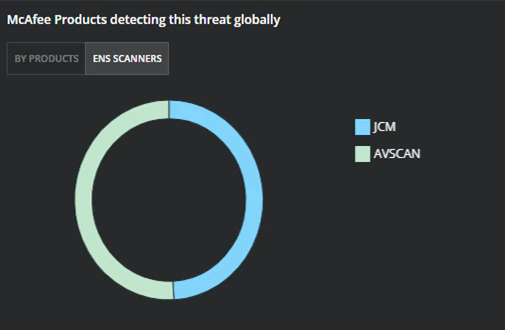 McAfee Products detecting this threat globally
BY PRODUCTS ENS SCANNERS
JCM
AVSCAN